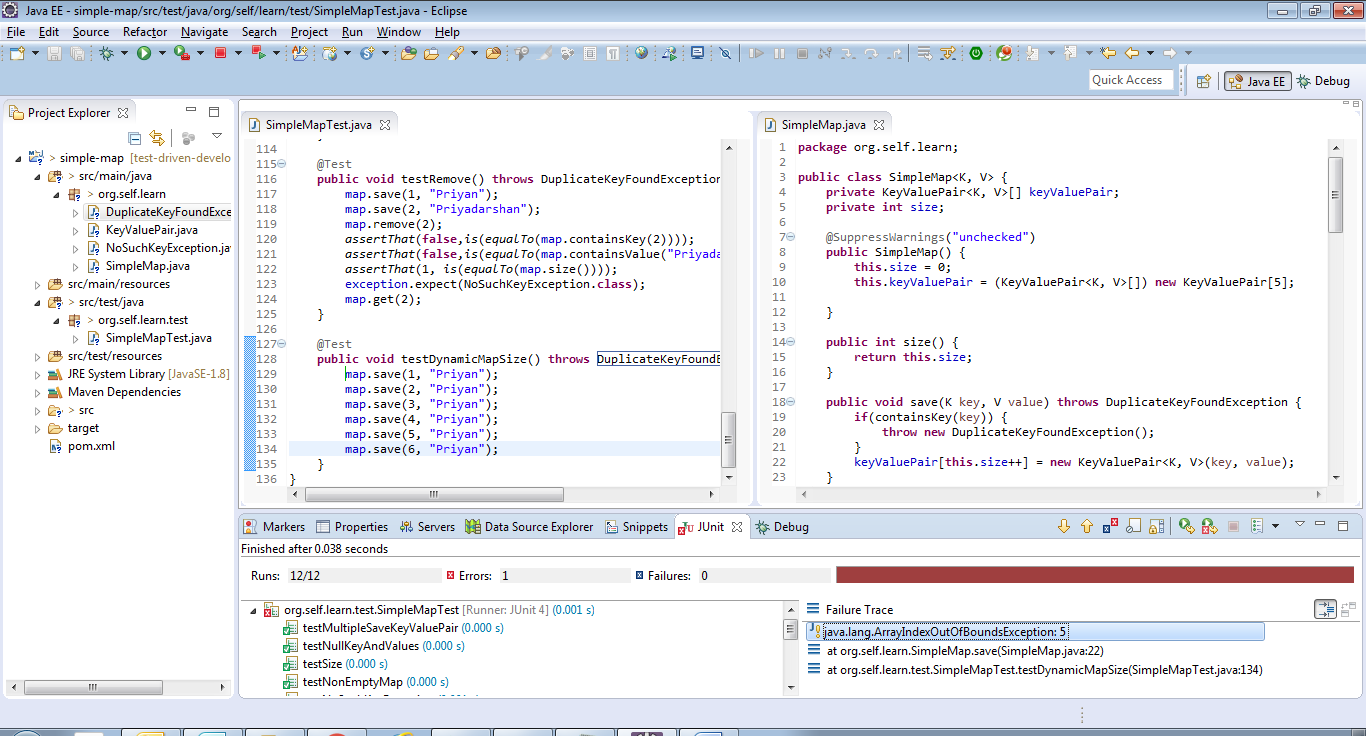 Java EE - simple-map/src/test/java/org/self/learn/test/SimpleMapTest.java - Eclipse
File Edit Source Refactor Navigate Search Project Run Window Help
Quick Access
Java EE
Debug
Project Explorer
> simple-map [test-driven-develo
> src/main/java
> org.self.learn
DuplicateKeyFoundExce
KeyValuePair.java
NoSuchKeyException.ja
SimpleMap.java
src/main/resources
> src/test/java
> org.self.learn.test
SimpleMapTest.java
src/test/resources
JRE System Library [JavaSE-1.8]
Maven Dependencies
> src
target
pom.xml
SimpleMapTest.java
114
115 @Test
116 public void testRemove() throws DuplicateKeyFoundException
117 map.save(1, "Priyan");
118 map.save(2, "Priyadarshan");
119 map.remove(2);
120 assertThat(false,is(equalTo(map.containsKey(2))));
121 assertThat(false,is(equalTo(map.containsValue("Priyada
122 assertThat(1, is(equalTo(map.size())));
123 exception.expect(NoSuchKeyException.class);
124 map.get(2);
125 }
126
127 @Test
128 public void testDynamicMapSize() throws DuplicateKeyFoundE
129 map.save(1, "Priyan");
130 map.save(2, "Priyan");
131 map.save(3, "Priyan");
132 map.save(4, "Priyan");
133 map.save(5, "Priyan");
134 map.save(6, "Priyan");
135 }
136 }
SimpleMap.java
1 package org.self.learn;
2
3 public class SimpleMap<K, V> {
4 private KeyValuePair<K, V>[] keyValuePair;
5 private int size;
6
7 @SuppressWarnings("unchecked")
8 public SimpleMap() {
9 this.size = 0;
10 this.keyValuePair = (KeyValuePair<K, V>[]) new KeyValuePair[5];
11
12 }
13
14 public int size() {
15 return this.size;
16 }
17
18 public void save(K key, V value) throws DuplicateKeyFoundException {
19 if(containsKey(key)) {
20 throw new DuplicateKeyFoundException();
21 }
22 keyValuePair[this.size++] = new KeyValuePair<K, V>(key, value);
23 }
Markers Properties Servers Data Source Explorer Snippets JUnit Debug
Finished after 0.038 seconds
Runs: 12/12 Errors: 1 Failures: 0
org.self.learn.test.SimpleMapTest [Runner: JUnit 4] (0.001 s)
testMultipleSaveKeyValuePair (0.000 s)
testNullKeyAndValues (0.000 s)
testSize (0.000 s)
testNonEmptyMap (0.000 s)
Failure Trace
java.lang.ArrayIndexOutOfBoundsException: 5
at org.self.learn.SimpleMap.save(SimpleMap.java:22)
at org.self.learn.test.SimpleMapTest.testDynamicMapSize(SimpleMapTest.java:134)